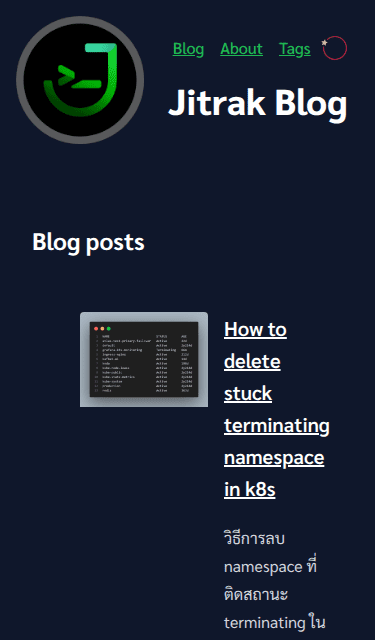 Blog About Tags
Jitrak Blog
Blog posts
How to
delete
stuck
terminating
namespace
in k8s
วิธีการลบ
namespace ที่
ติดสถานะ
terminating ใน